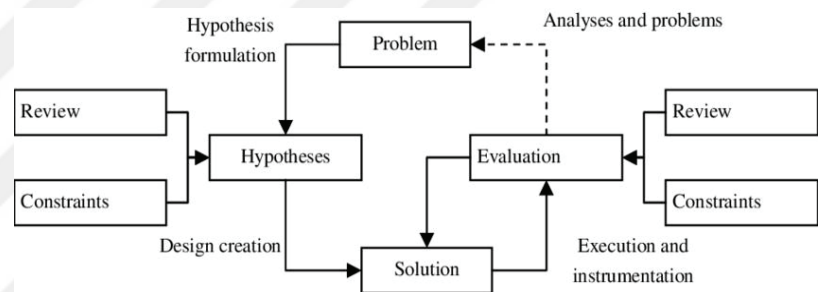 Hypothesis
formulation
Problem
Analyses and problems
Review
Constraints
Hypotheses
Evaluation
Review
Constraints
Design creation
Solution
Execution and
instrumentation